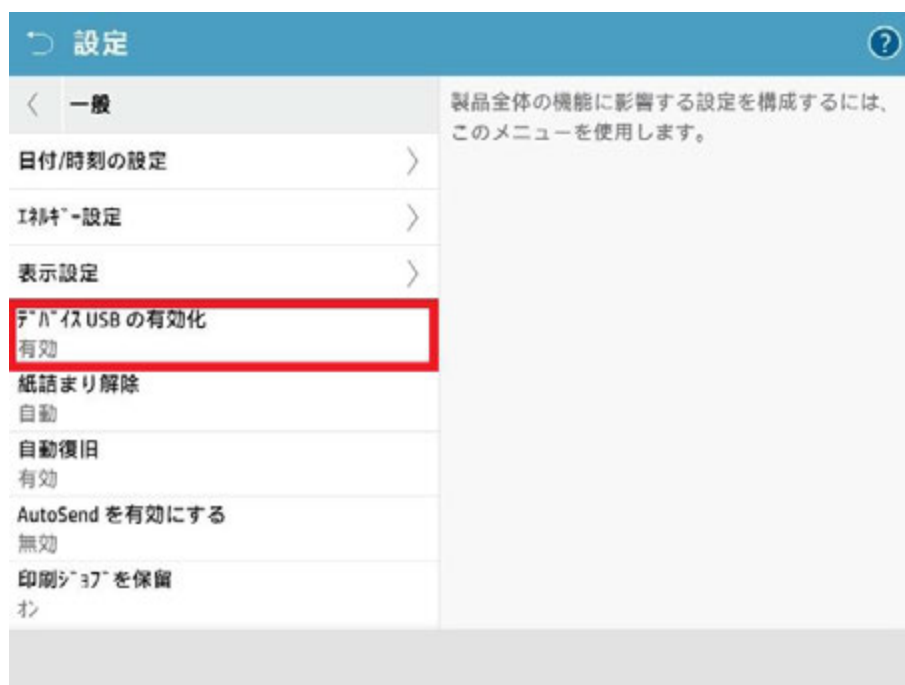 設定
?
一般
日付/時刻の設定
ｴﾈﾙｷﾞｰ設定
表示設定
ﾃﾞﾊﾞｲｽ USB の有効化
有効
紙詰まり解除
自動
自動復旧
有効
AutoSend を有効にする
無効
印刷ｼﾞｮﾌﾞを保留
ｵﾝ
製品全体の機能に影響する設定を構成するには、
このメニューを使用します。